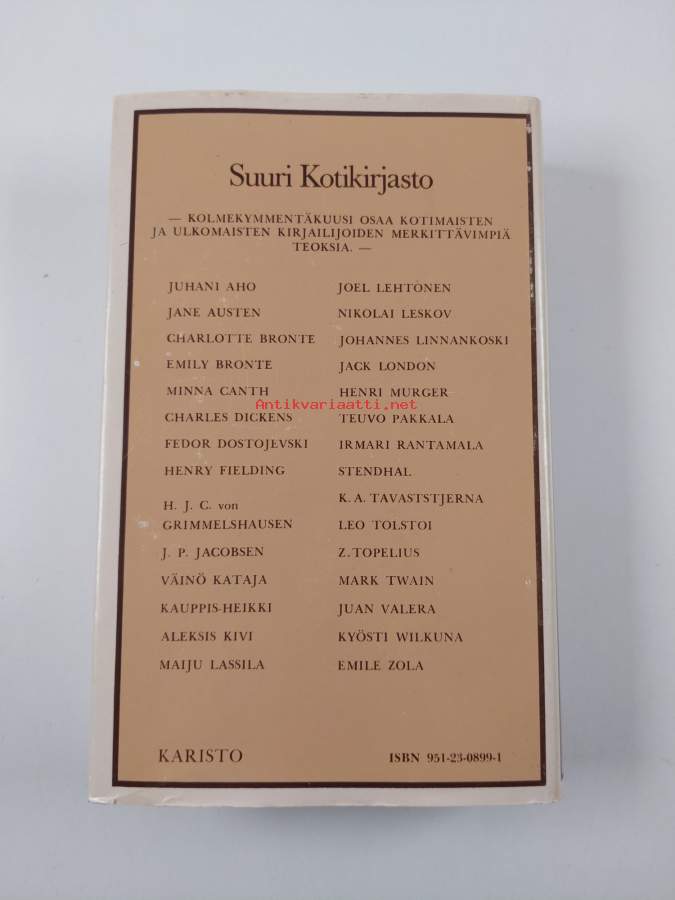 Suuri Kotikirjasto
— KOLMEKYMMENTÄKUUSI OSAA KOTIMAISTEN
JA ULKOMAISTEN KIRJAILIJOIDEN MERKITTÄVIMPIÄ
TEOKSIA. —
JUHANI AHO
JANE AUSTEN
CHARLOTTE BRONTE
EMILY BRONTE
MINNA CANTH
CHARLES DICKENS
FEDOR DOSTOJEVSKI
HENRY FIELDING
H. J. C. von
GRIMMELSHAUSEN
J. P. JACOBSEN
VÄINÖ KATAJA
KAUPPIS-HEIKKI
ALEKSIS KIVI
MAIJU LASSILA
JOEL LEHTONEN
NIKOLAI LESKOV
JOHANNES LINNANKOSKI
JACK LONDON
HENRI MURGER
TEUVO PAKKALA
IRMARI RANTAMALA
STENDHAL
K. A. TAVASTSTJERNA
LEO TOLSTOI
Z. TOPELIUS
MARK TWAIN
JUAN VALERA
KYÖSTI WILKUNA
EMILE ZOLA
Antikvariaatti.net
KARISTO
ISBN 951-23-0899-1